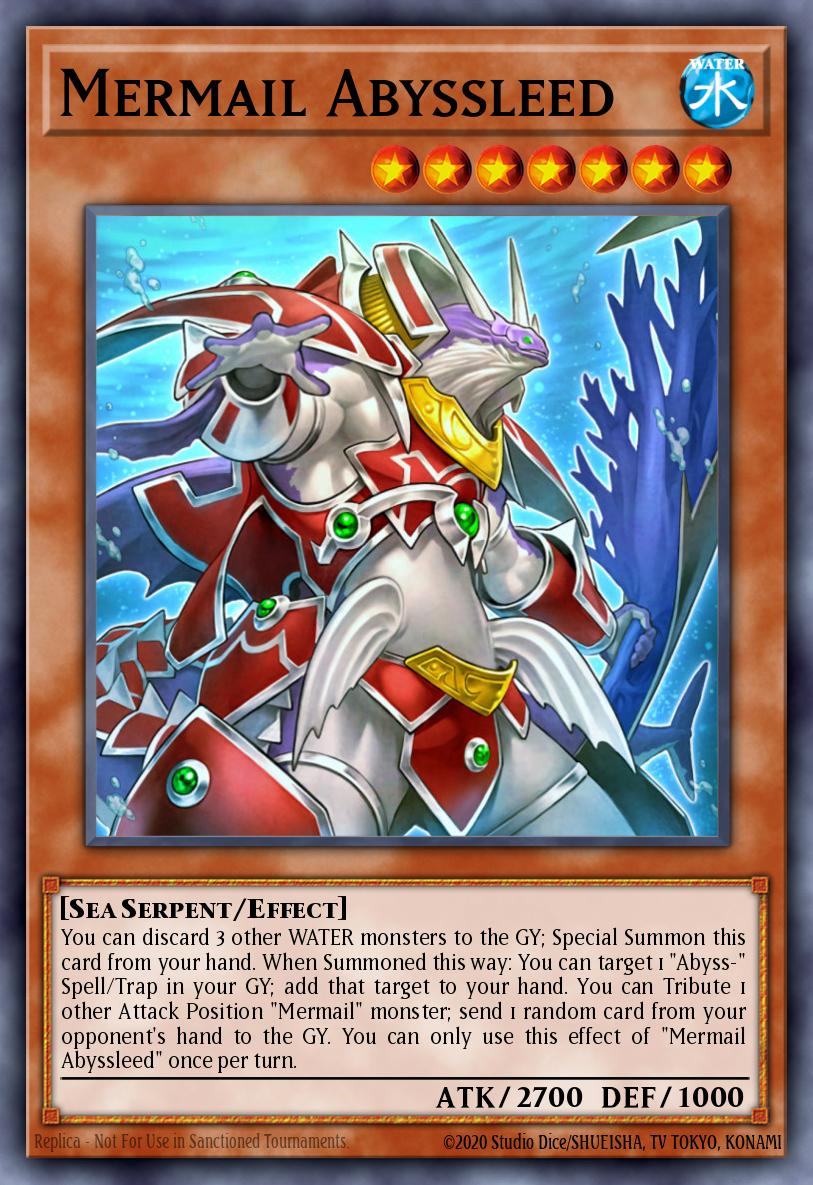 Mermail Abyssleed
WATER
水
[Sea Serpent/Effect]
You can discard 3 other WATER monsters to the GY; Special Summon this
card from your hand. When Summoned this way: You can target 1 "Abyss-"
Spell/Trap in your GY; add that target to your hand. You can Tribute 1
other Attack Position "Mermail" monster; send 1 random card from your
opponent's hand to the GY. You can only use this effect of "Mermail
Abyssleed" once per turn.
ATK/2700 DEF/1000
Replica - Not For Use in Sanctioned Tournaments.
©2020 Studio Dice/SHUEISHA, TV TOKYO, KONAMI